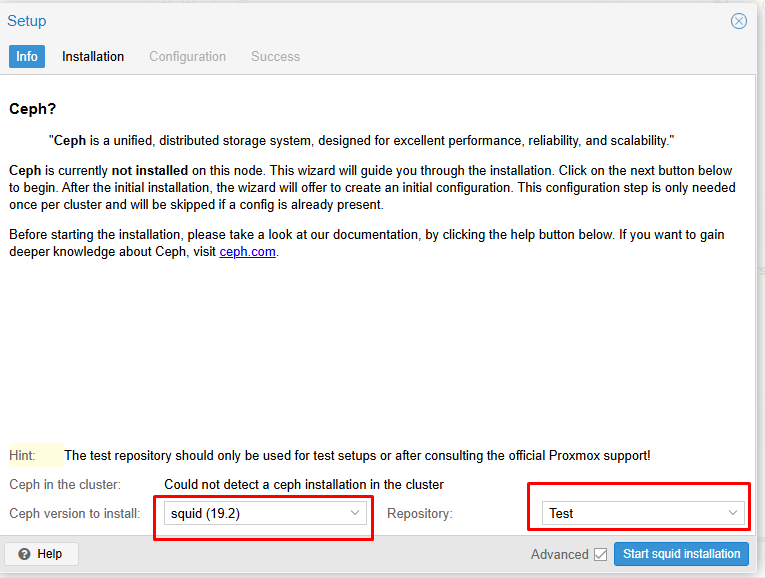 Setup
Info Installation Configuration Success
Ceph?
"Ceph is a unified, distributed storage system, designed for excellent performance, reliability, and scalability."
Ceph is currently not installed on this node. This wizard will guide you through the installation. Click on the next button below
to begin. After the initial installation, the wizard will offer to create an initial configuration. This configuration step is only needed
once per cluster and will be skipped if a config is already present.
Before starting the installation, please take a look at our documentation, by clicking the help button below. If you want to gain
deeper knowledge about Ceph, visit ceph.com.
Hint: The test repository should only be used for test setups or after consulting the official Proxmox support!
Ceph in the cluster: Could not detect a ceph installation in the cluster
Ceph version to install: squid (19.2) Repository: Test
Help Advanced Start squid installation